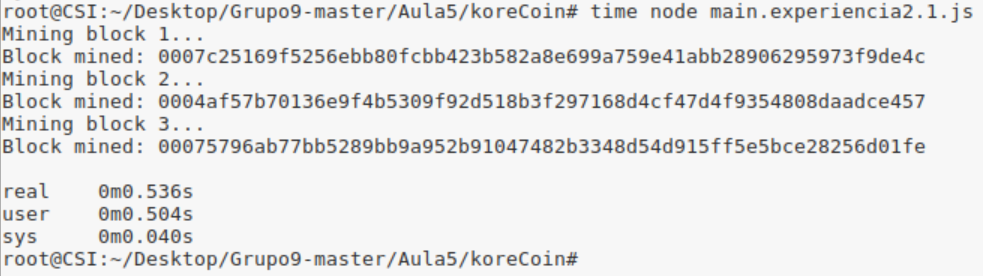 root@CSI:~/Desktop/Grupo9-master/Aula5/koreCoin# time node main.experiencia2.1.js
Mining block 1...
Block mined: 0007c25169f5256ebb80fcbb423b582a8e699a759e41abb28906295973f9de4c
Mining block 2...
Block mined: 0004af57b70136e9f4b5309f92d518b3f297168d4cf47d4f9354808daadce457
Mining block 3...
Block mined: 00075796ab77bb5289bb9a952b91047482b3348d54d915ff5e5bce28256d01fe
real    0m0.536s
user    0m0.504s
sys     0m0.040s
root@CSI:~/Desktop/Grupo9-master/Aula5/koreCoin#